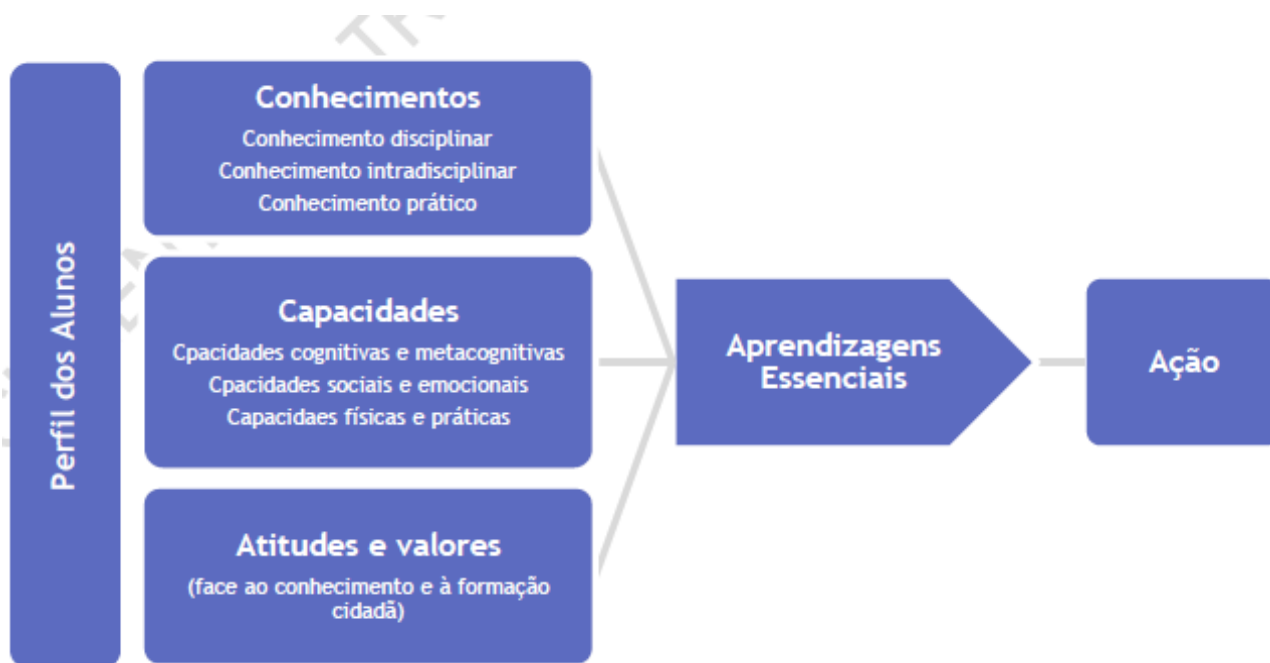 Perfil dos Alunos
Conhecimentos
Conhecimento disciplinar
Conhecimento intradisciplinar
Conhecimento prático
Capacidades
Cpacidades cognitivas e metacognitivas
Cpacidades sociais e emocionais
Capacidaes físicas e práticas
Atitudes e valores
(face ao conhecimento e à formação
cidadã)
Aprendizagens
Essenciais
Ação